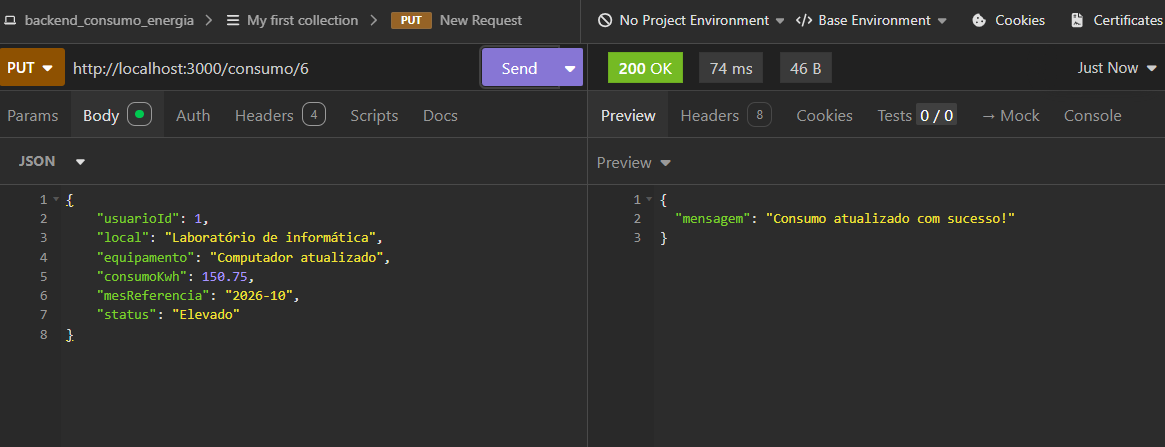 backend_consumo_energia > My first collection > PUT New Request
No Project Environment </> Base Environment Cookies Certificates
PUT http://localhost:3000/consumo/6 Send
200 OK 74 ms 46 B Just Now
Params Body Auth Headers 4 Scripts Docs
Preview Headers 8 Cookies Tests 0 / 0 → Mock Console
JSON
Preview
1 {
2 "usuarioId": 1,
3 "local": "Laboratório de informática",
4 "equipamento": "Computador atualizado",
5 "consumoKwh": 150.75,
6 "mesReferencia": "2026-10",
7 "status": "Elevado"
8 }
1 {
2 "mensagem": "Consumo atualizado com sucesso!"
3 }